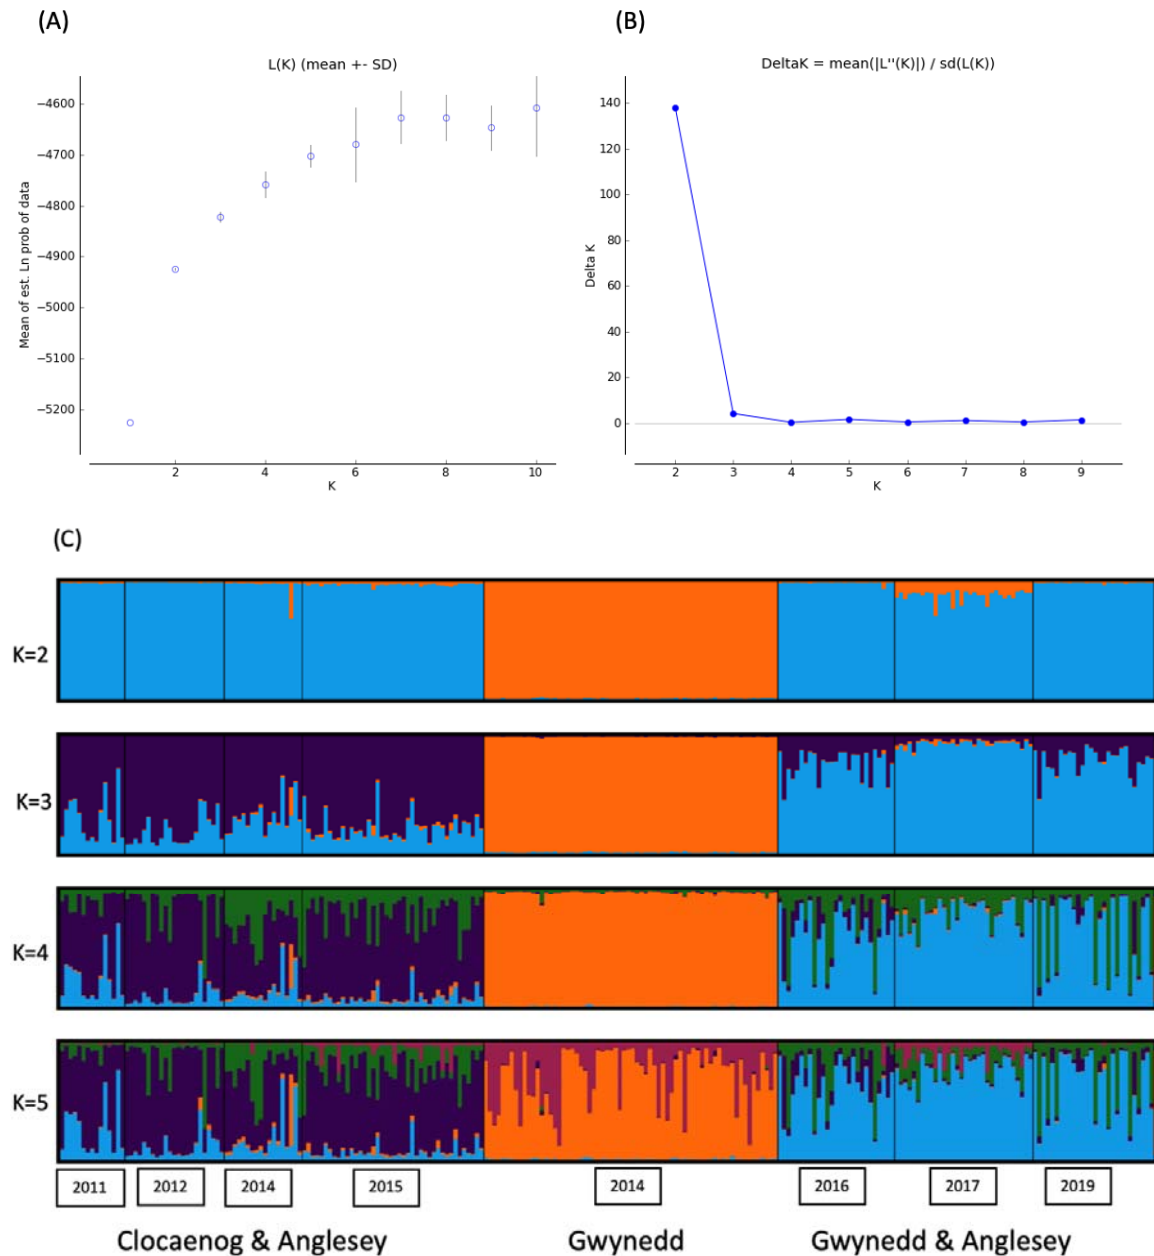 (A)
(B)
L(K) (mean +- SD)
DeltaK = mean(|L''(K)|) / sd(L(K))
Mean of est. Ln prob of data
−4600
−4700
−4800
−4900
−5000
−5100
−5200
2
4
6
8
10
K
Delta K
140
120
100
80
60
40
20
0
2
3
4
5
6
7
8
9
K
(C)
K=2
K=3
K=4
K=5
2011
2012
2014
2015
2014
2016
2017
2019
Clocaenog & Anglesey
Gwynedd
Gwynedd & Anglesey